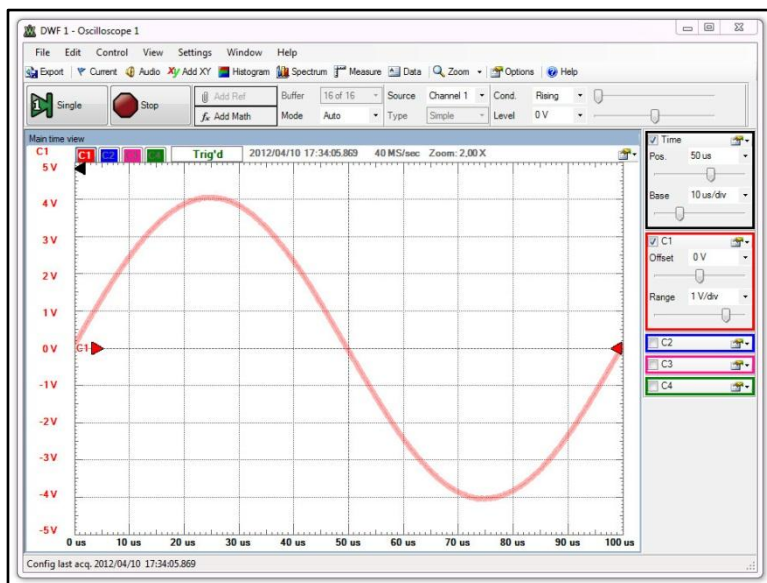 DWF 1 - Oscilloscope 1
File Edit Control View Settings Window Help
Export Current Audio XY Add XY Histogram Spectrum Measure Data Zoom Options Help
1 Single Stop Add Ref Buffer 16 of 16 Source Channel 1 Cond. Rising
fx Add Math Mode Auto Type Simple Level 0 V
Main time view
C1 C1 C2 C3 C4 Trig'd 2012/04/10 17:34:05.869 40 MS/sec Zoom: 2,00 X
5 V
4 V
3 V
2 V
1 V
0 V C1
-1 V
-2 V
-3 V
-4 V
-5 V
0 us 10 us 20 us 30 us 40 us 50 us 60 us 70 us 80 us 90 us 100 us
Time
Pos. 50 us
Base 10 us/div
C1
Offset 0 V
Range 1 V/div
C2
C3
C4
Config last acq. 2012/04/10 17:34:05.869